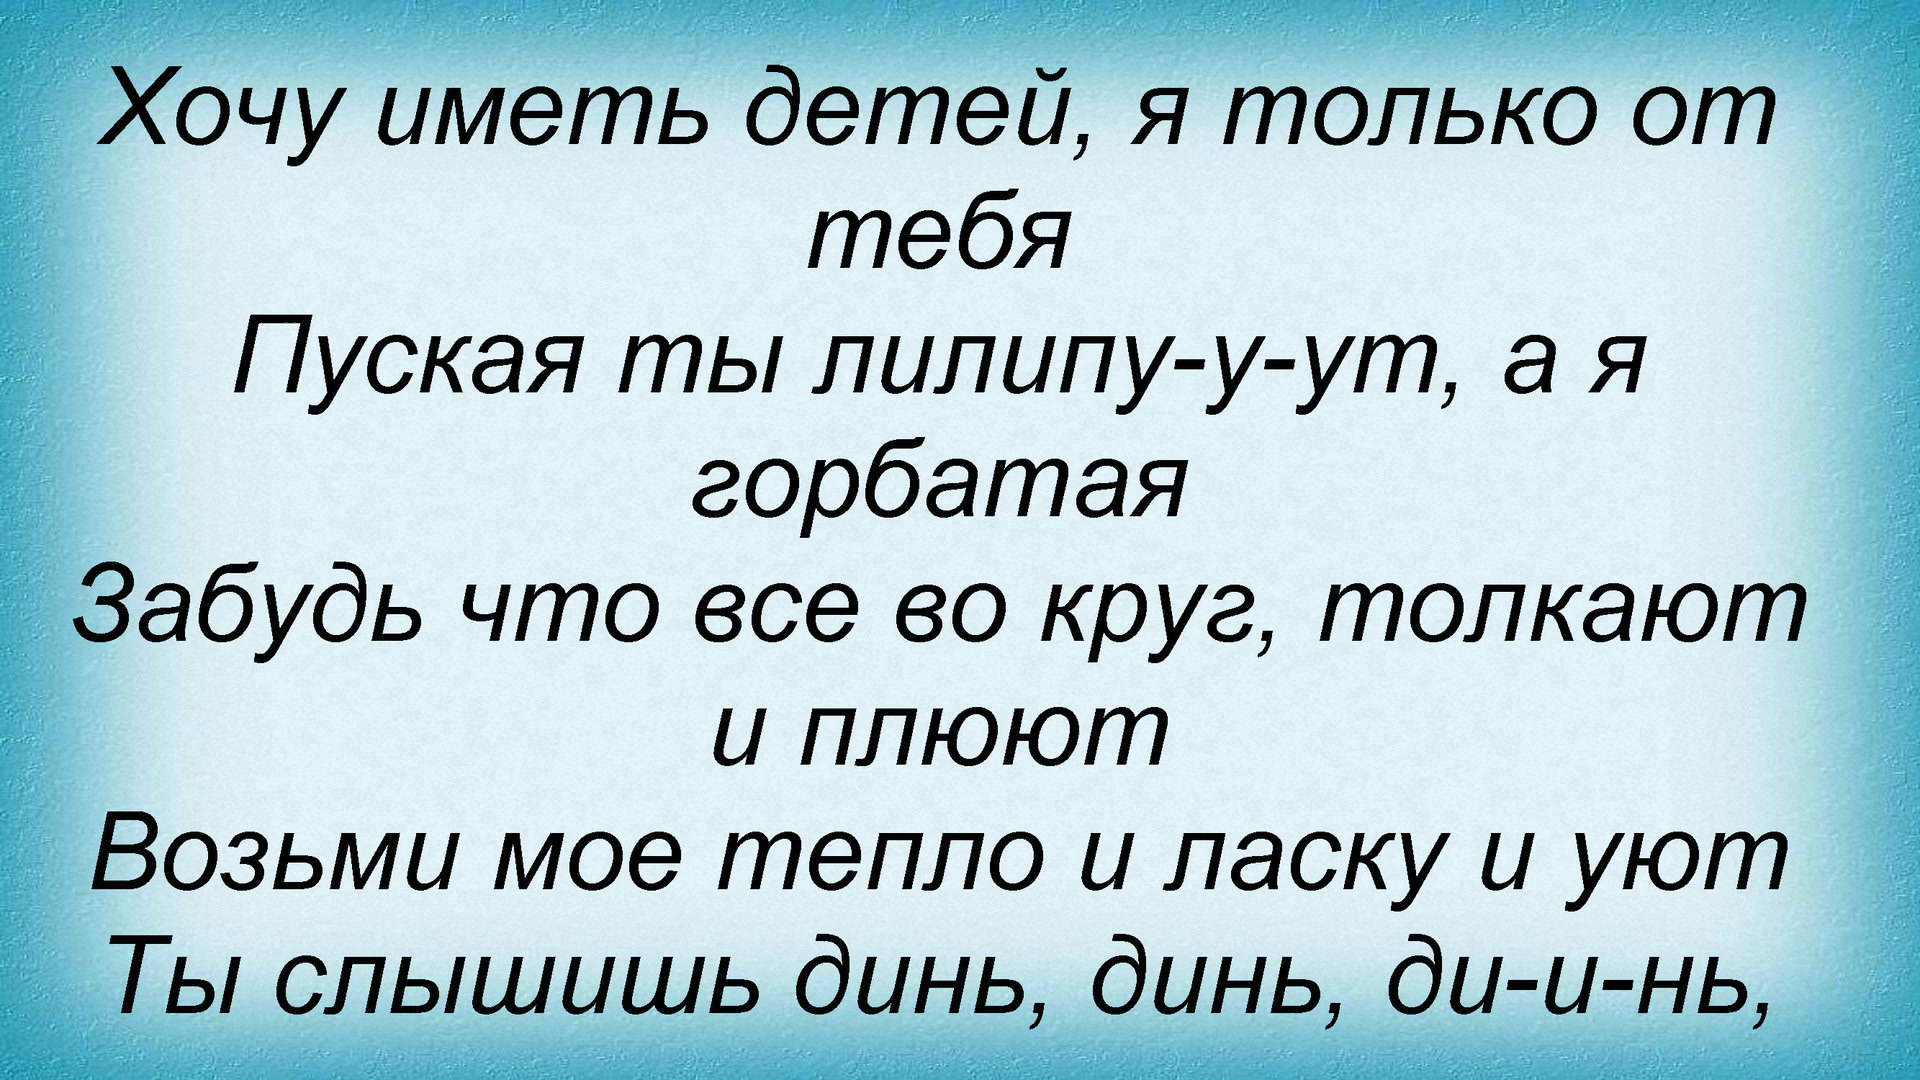 Хочу иметь детей, я только от
тебя
Пуская ты лилипу-у-ут, а я
горбатая
Забудь что все во круг, толкают
и плюют
Возьми мое тепло и ласку и уют
Ты слышишь динь, динь, ди-и-нь,